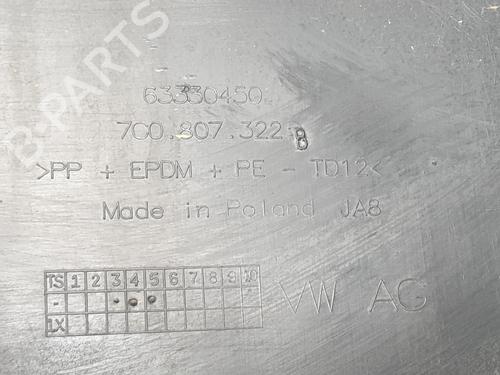 B-PARTS
63330450
7C0.807.322 B
>PP + EPDM + PE - TD12<
Made in Poland JA8
TS 1 2 3 4 5 6 7 8 9 10
-
1X
VW AG